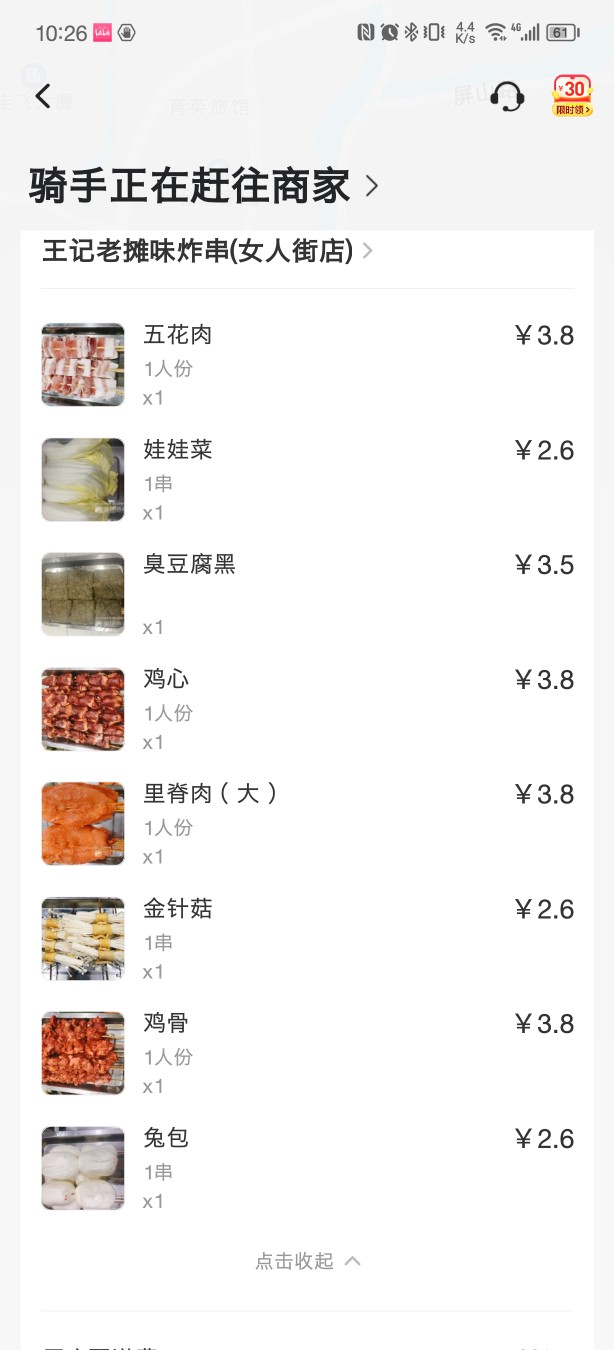 10:26
4.4
K/s
4G
61
育英旅馆
屏山
¥30
限时领>
骑手正在赶往商家
王记老摊味炸串(女人街店)
五花肉
¥3.8
1人份
x1
娃娃菜
¥2.6
1串
x1
臭豆腐黑
¥3.5
x1
鸡心
¥3.8
1人份
x1
里脊肉（大）
¥3.8
1人份
x1
金针菇
¥2.6
1串
x1
鸡骨
¥3.8
1人份
x1
兔包
¥2.6
1串
x1
点击收起